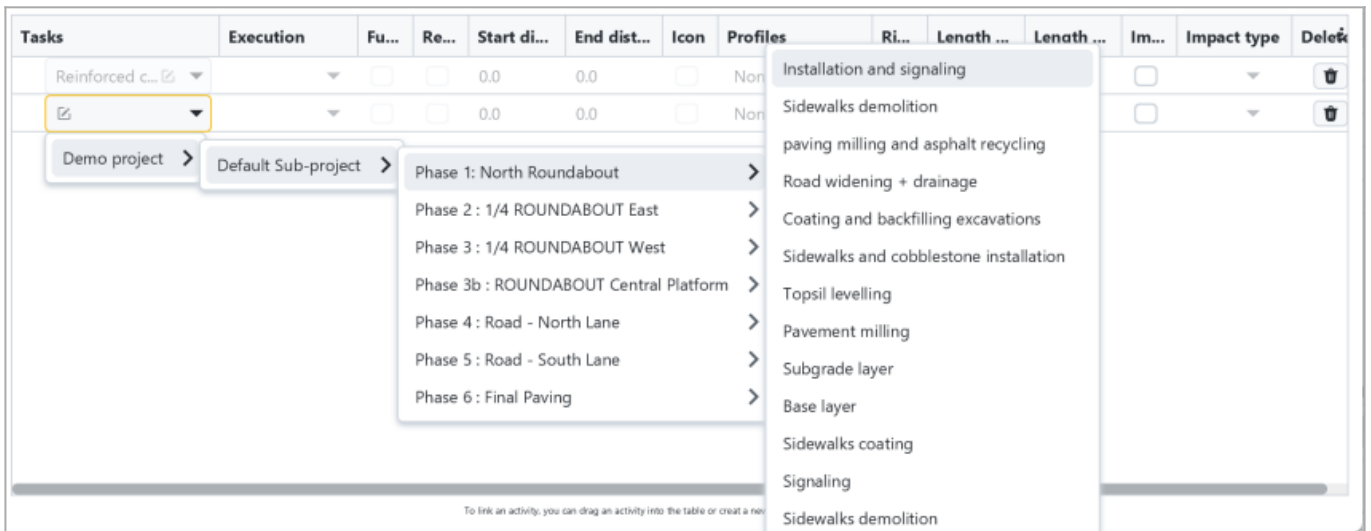 Tasks Execution Fu... Re... Start di... End dist... Icon Profiles Ri... Length ... Length ... Im... Impact type Delete
Reinforced c... 0.0 0.0 Non
0.0 0.0 Non
Demo project
Default Sub-project
Phase 1: North Roundabout
Phase 2 : 1/4 ROUNDABOUT East
Phase 3 : 1/4 ROUNDABOUT West
Phase 3b : ROUNDABOUT Central Platform
Phase 4 : Road - North Lane
Phase 5 : Road - South Lane
Phase 6 : Final Paving
Installation and signaling
Sidewalks demolition
paving milling and asphalt recycling
Road widening + drainage
Coating and backfilling excavations
Sidewalks and cobblestone installation
Topsil levelling
Pavement milling
Subgrade layer
Base layer
Sidewalks coating
Signaling
Sidewalks demolition
To link an activity, you can drag an activity into the table or creat a new